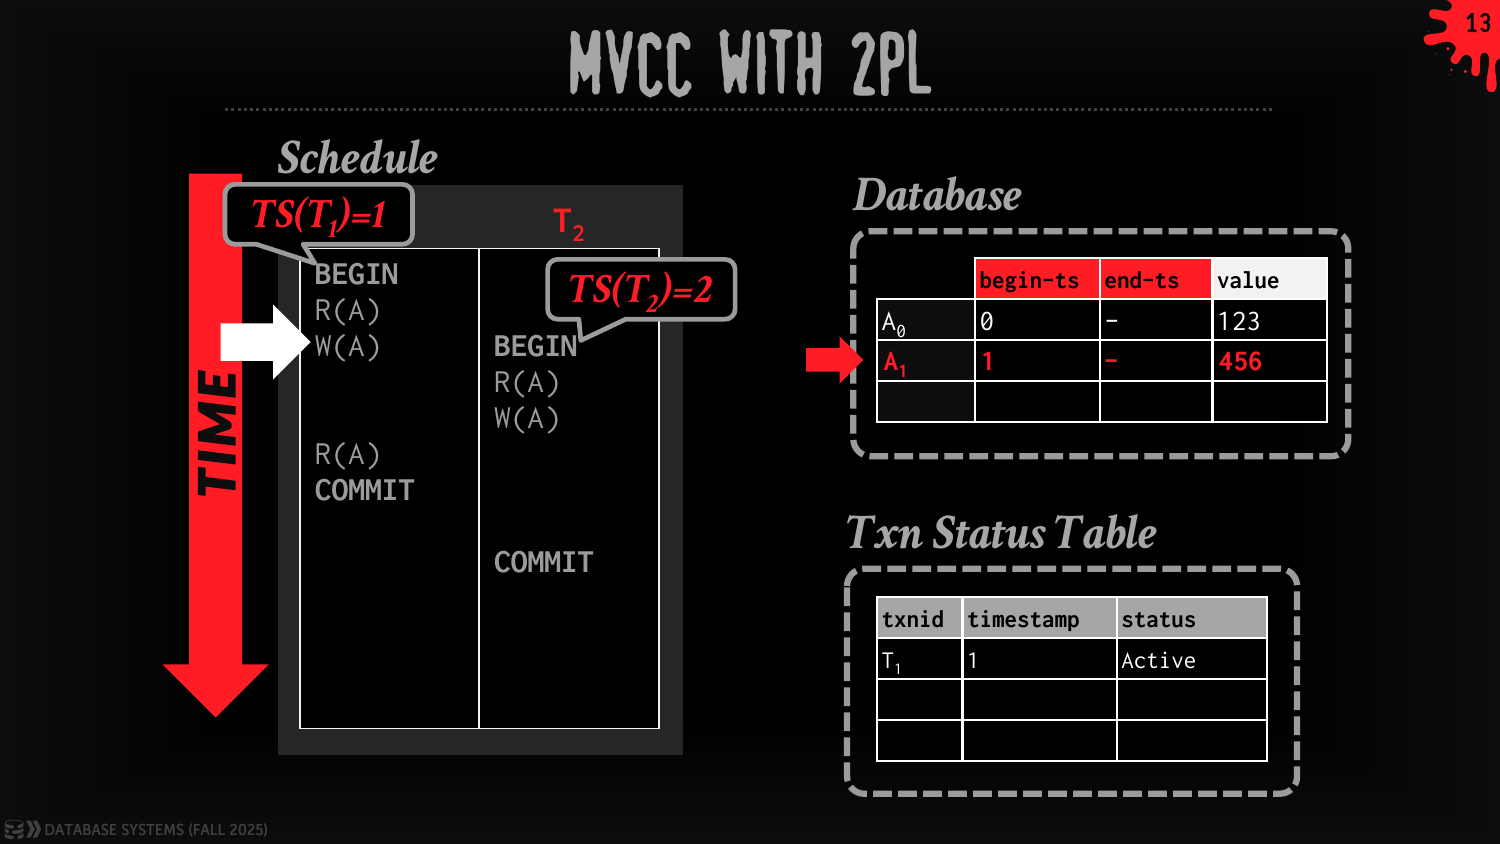 13
MVCC WITH 2PL
Schedule
TS(T1)=1
T2
BEGIN
R(A)
W(A)
R(A)
COMMIT
TS(T2)=2
BEGIN
R(A)
W(A)
COMMIT
TIME
Database
begin-ts end-ts value
A0 0 – 123
A1 1 – 456
Txn Status Table
txnid timestamp status
T1 1 Active
DATABASE SYSTEMS (FALL 2025)